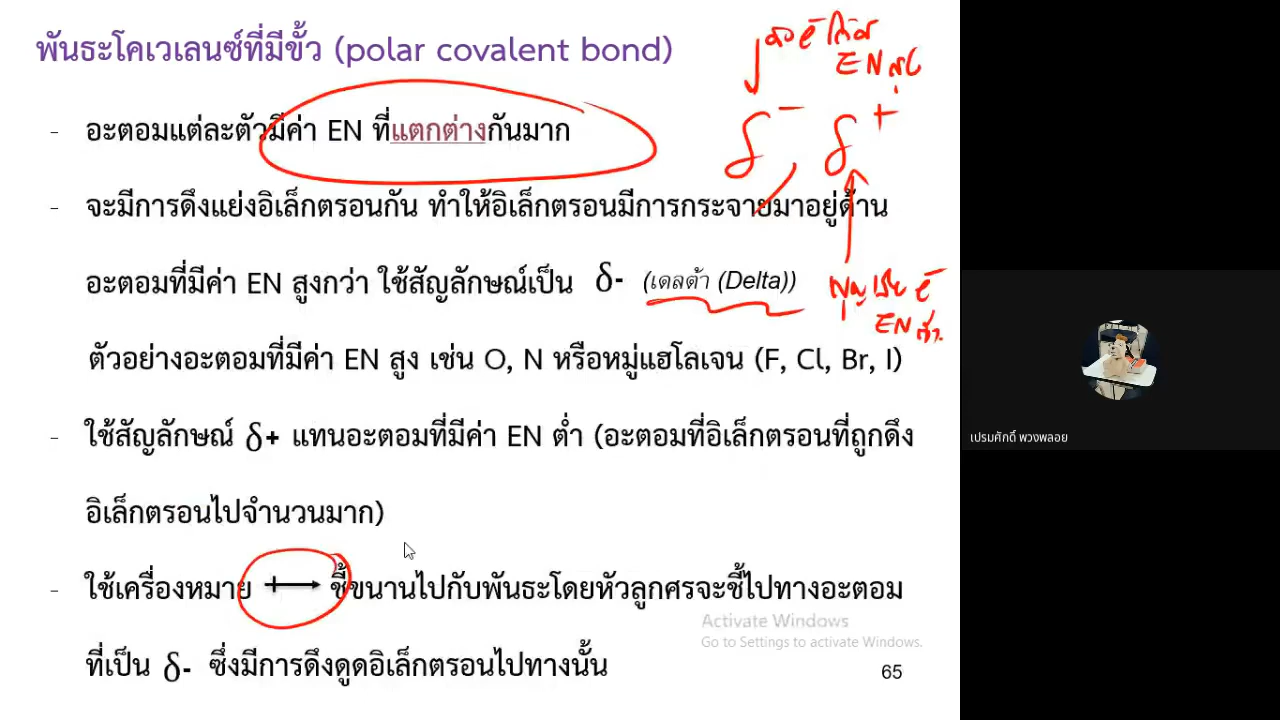 พันธะโคเวเลนซ์ที่มีขั้ว (polar covalent bond)
- อะตอมแต่ละตัวมีค่า EN ที่แตกต่างกันมาก
- จะมีการดึงแย่งอิเล็กตรอนกัน ทำให้อิเล็กตรอนมีการกระจายมาอยู่ด้าน
อะตอมที่มีค่า EN สูงกว่า ใช้สัญลักษณ์เป็น δ- (เดลต้า (Delta))
ตัวอย่างอะตอมที่มีค่า EN สูง เช่น O, N หรือหมู่แฮโลเจน (F, Cl, Br, I)
- ใช้สัญลักษณ์ δ+ แทนอะตอมที่มีค่า EN ต่ำ (อะตอมที่อิเล็กตรอนที่ถูกดึง
อิเล็กตรอนไปจำนวนมาก)
- ใช้เครื่องหมาย ชี้ขนานไปกับพันธะโดยหัวลูกศรจะชี้ไปทางอะตอม
ที่เป็น δ- ซึ่งมีการดึงดูดอิเล็กตรอนไปทางนั้น
EN สูง
δ⁻, δ⁺
EN ต่ำ
Activate Windows
Go to Settings to activate Windows.
65
เปรมศักดิ์ พวงพลอย